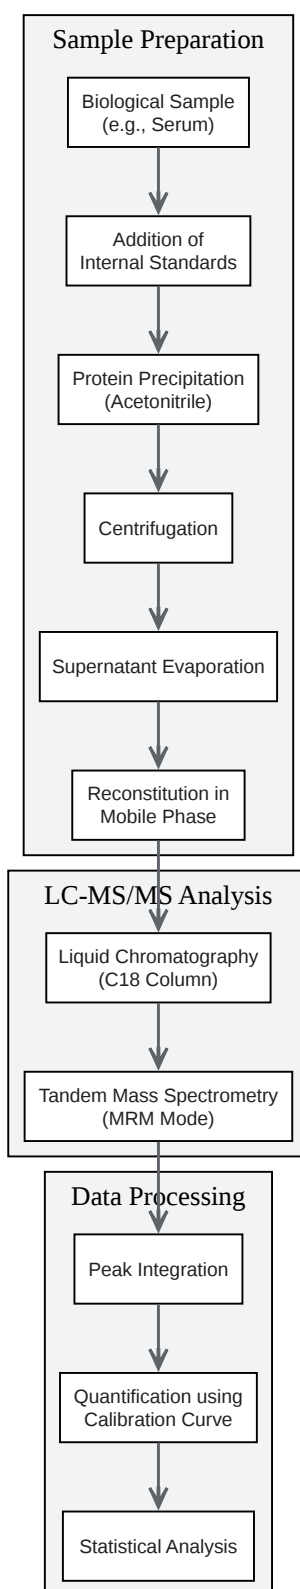 Sample Preparation
Biological Sample
(e.g., Serum)
Addition of
Internal Standards
Protein Precipitation
(Acetonitrile)
Centrifugation
Supernatant Evaporation
Reconstitution in
Mobile Phase
LC-MS/MS Analysis
Liquid Chromatography
(C18 Column)
Tandem Mass Spectrometry
(MRM Mode)
Data Processing
Peak Integration
Quantification using
Calibration Curve
Statistical Analysis